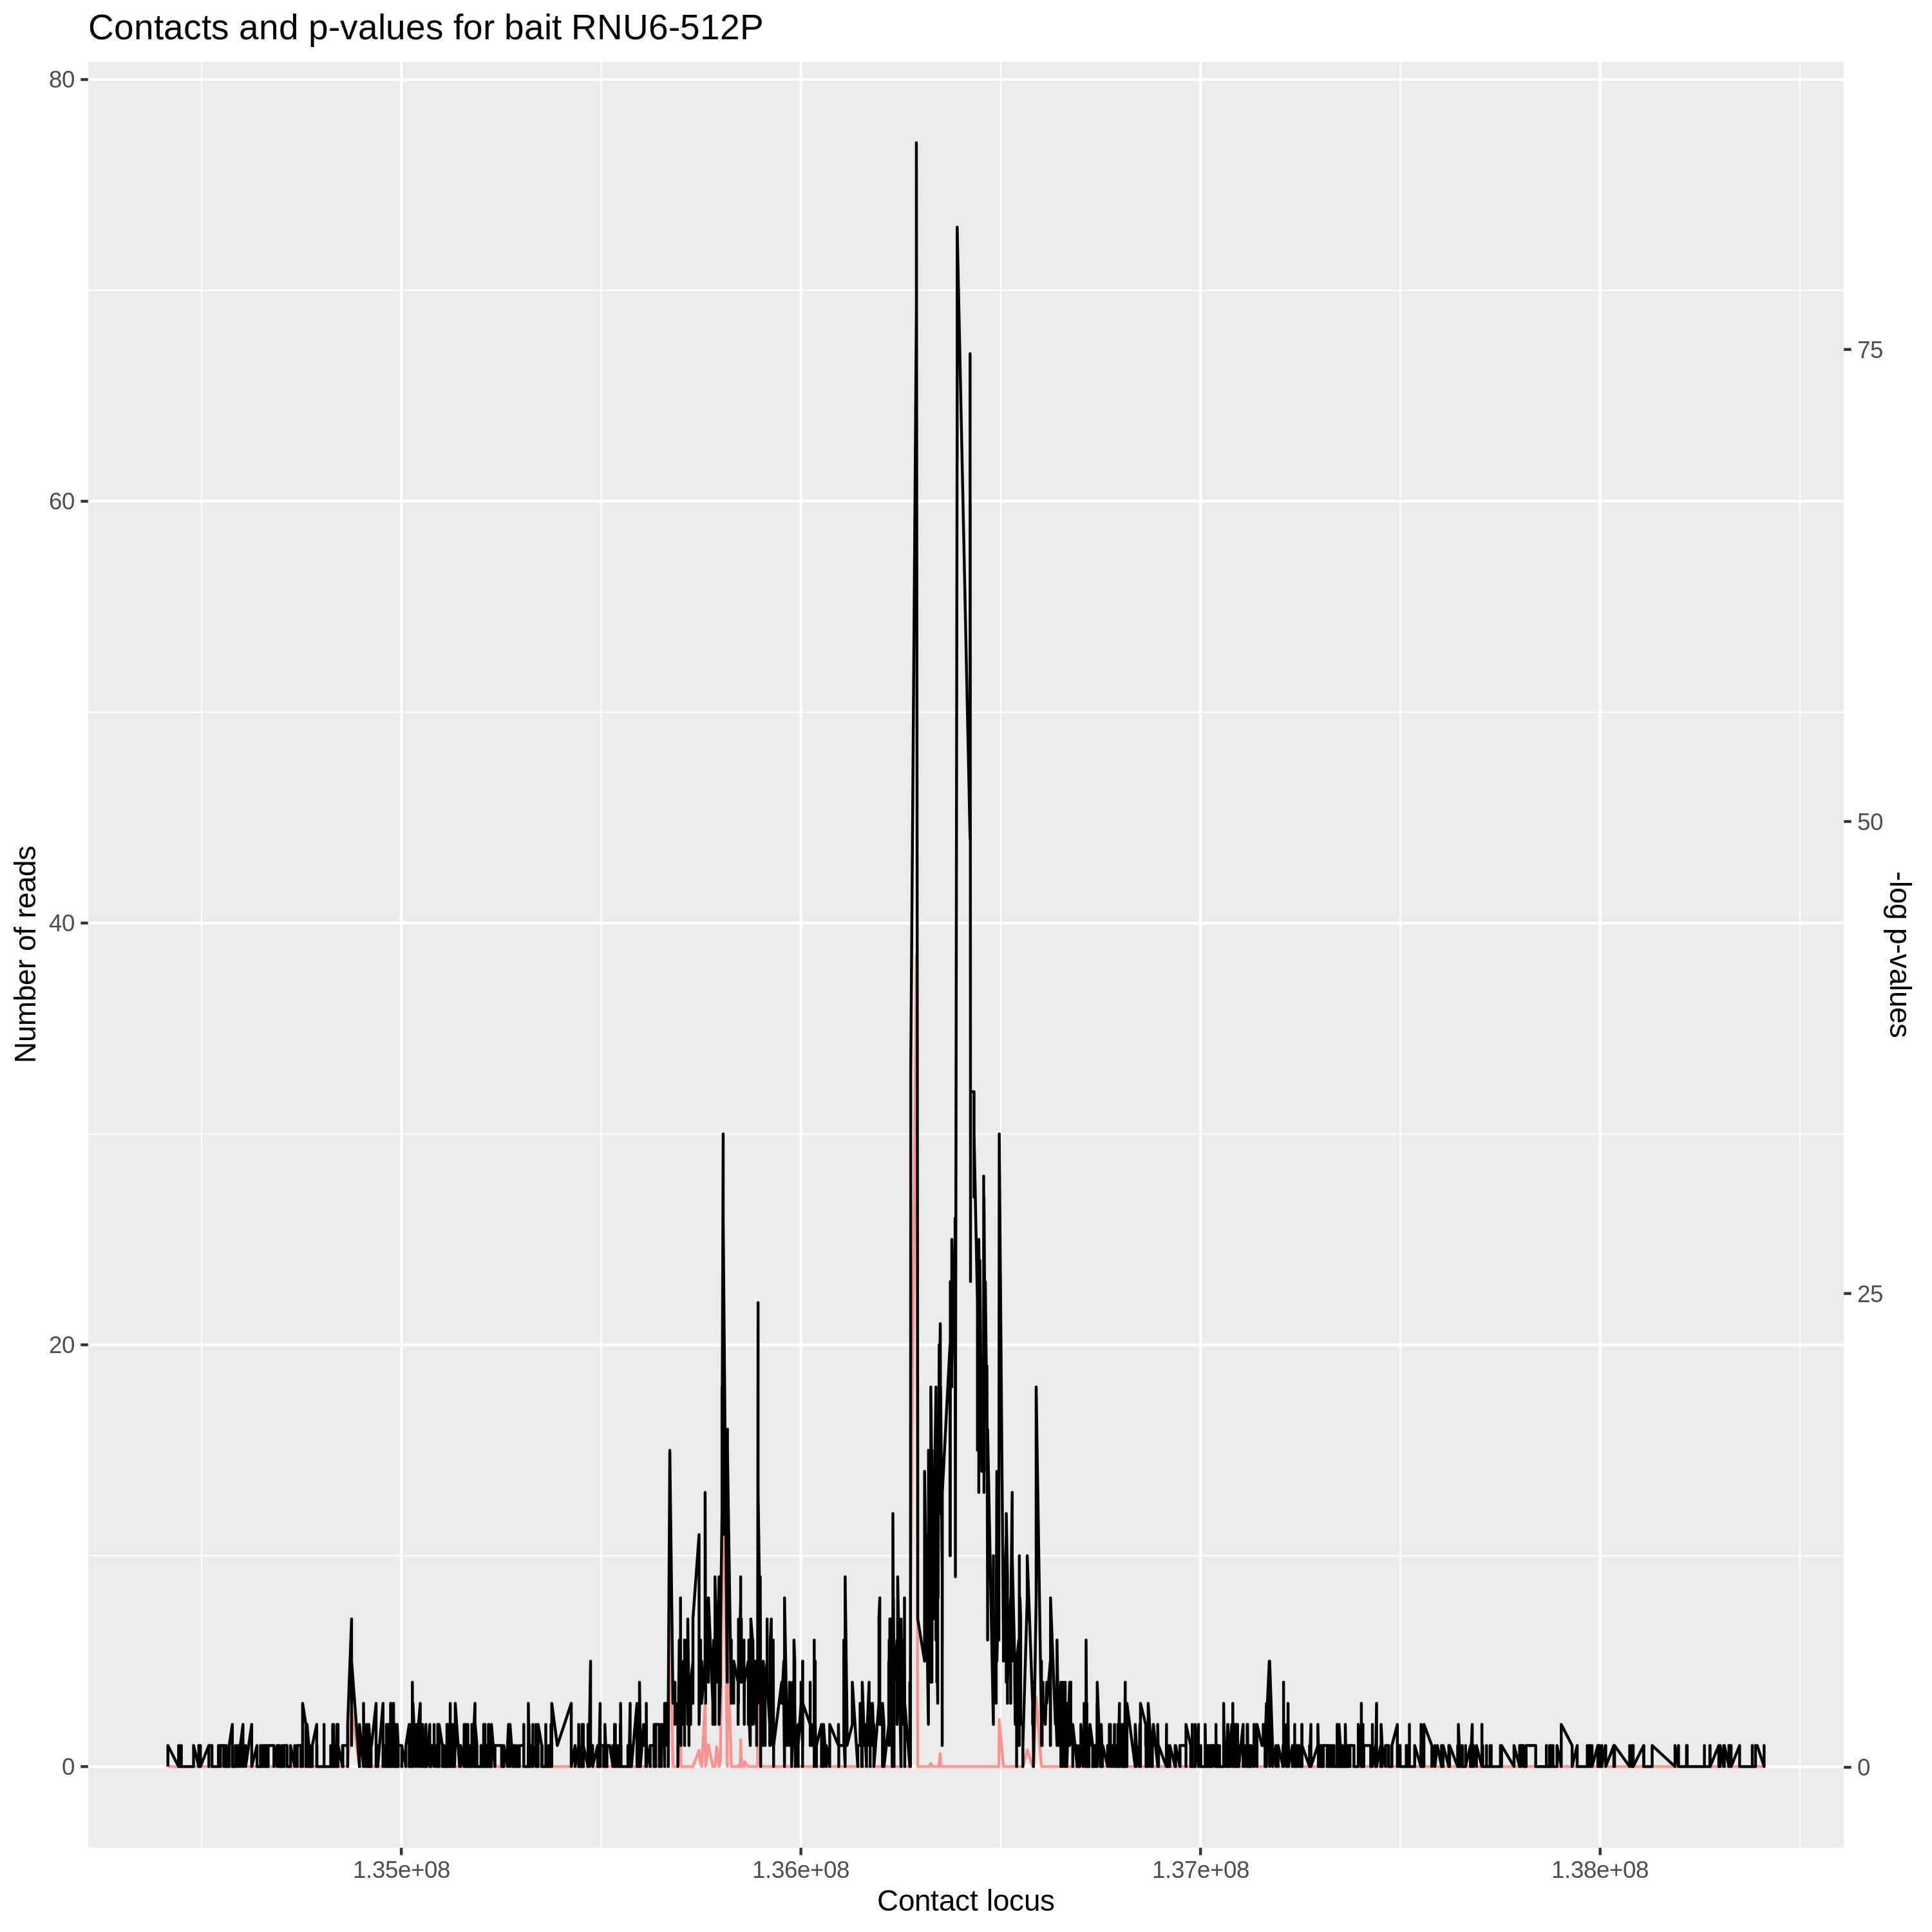 Contacts and p-values for bait RNU6-512P
80
60
40
20
0
Number of reads
75
50
25
0
-log p-values
1.35e+08
1.36e+08
1.37e+08
1.38e+08
Contact locus